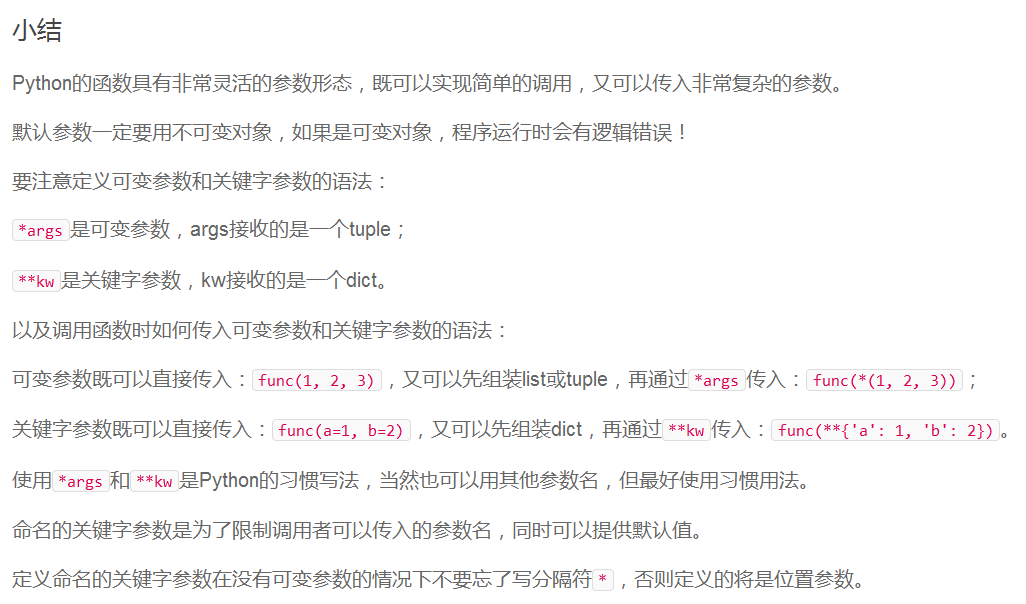 小结
Python的函数具有非常灵活的参数形态，既可以实现简单的调用，又可以传入非常复杂的参数。
默认参数一定要用不可变对象，如果是可变对象，程序运行时会有逻辑错误！
要注意定义可变参数和关键字参数的语法：
*args是可变参数，args接收的是一个tuple；
**kw是关键字参数，kw接收的是一个dict。
以及调用函数时如何传入可变参数和关键字参数的语法：
可变参数既可以直接传入：func(1, 2, 3)，又可以先组装list或tuple，再通过*args传入：func(*(1, 2, 3))；
关键字参数既可以直接传入：func(a=1, b=2)，又可以先组装dict，再通过**kw传入：func(**{'a': 1, 'b': 2})。
使用*args和**kw是Python的习惯写法，当然也可以用其他参数名，但最好使用习惯用法。
命名的关键字参数是为了限制调用者可以传入的参数名，同时可以提供默认值。
定义命名的关键字参数在没有可变参数的情况下不要忘了写分隔符*，否则定义的将是位置参数。